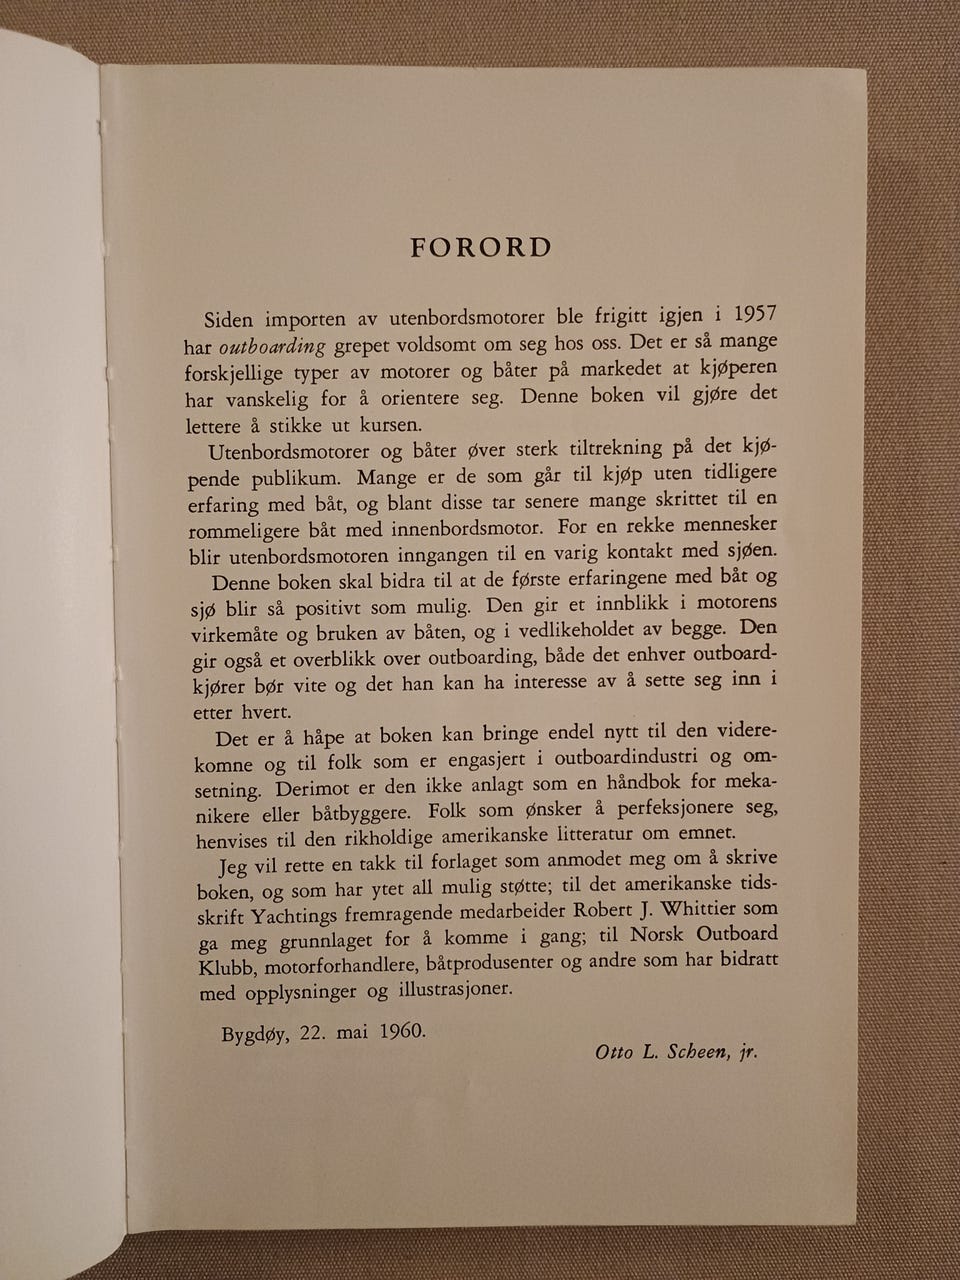 FORORD
Siden importen av utenbordsmotorer ble frigitt igjen i 1957
har outboarding grepet voldsomt om seg hos oss. Det er så mange
forskjellige typer av motorer og båter på markedet at kjøperen
har vanskelig for å orientere seg. Denne boken vil gjøre det
lettere å stikke ut kursen.
Utenbordsmotorer og båter øver sterk tiltrekning på det kjø-
pende publikum. Mange er de som går til kjøp uten tidligere
erfaring med båt, og blant disse tar senere mange skrittet til en
rommeligere båt med innenbordsmotor. For en rekke mennesker
blir utenbordsmotoren inngangen til en varig kontakt med sjøen.
Denne boken skal bidra til at de første erfaringene med båt og
sjø blir så positivt som mulig. Den gir et innblikk i motorens
virkemåte og bruken av båten, og i vedlikeholdet av begge. Den
gir også et overblikk over outboarding, både det enhver outboard-
kjører bør vite og det han kan ha interesse av å sette seg inn i
etter hvert.
Det er å håpe at boken kan bringe endel nytt til den videre-
komne og til folk som er engasjert i outboardindustri og om-
setning. Derimot er den ikke anlagt som en håndbok for meka-
nikere eller båtbyggere. Folk som ønsker å perfeksjonere seg,
henvises til den rikholdige amerikanske litteratur om emnet.
Jeg vil rette en takk til forlaget som anmodet meg om å skrive
boken, og som har ytet all mulig støtte; til det amerikanske tids-
skrift Yachtings fremragende medarbeider Robert J. Whittier som
ga meg grunnlaget for å komme i gang; til Norsk Outboard
Klubb, motorforhandlere, båtprodusenter og andre som har bidratt
med opplysninger og illustrasjoner.
Bygdøy, 22. mai 1960.
Otto L. Scheen, jr.